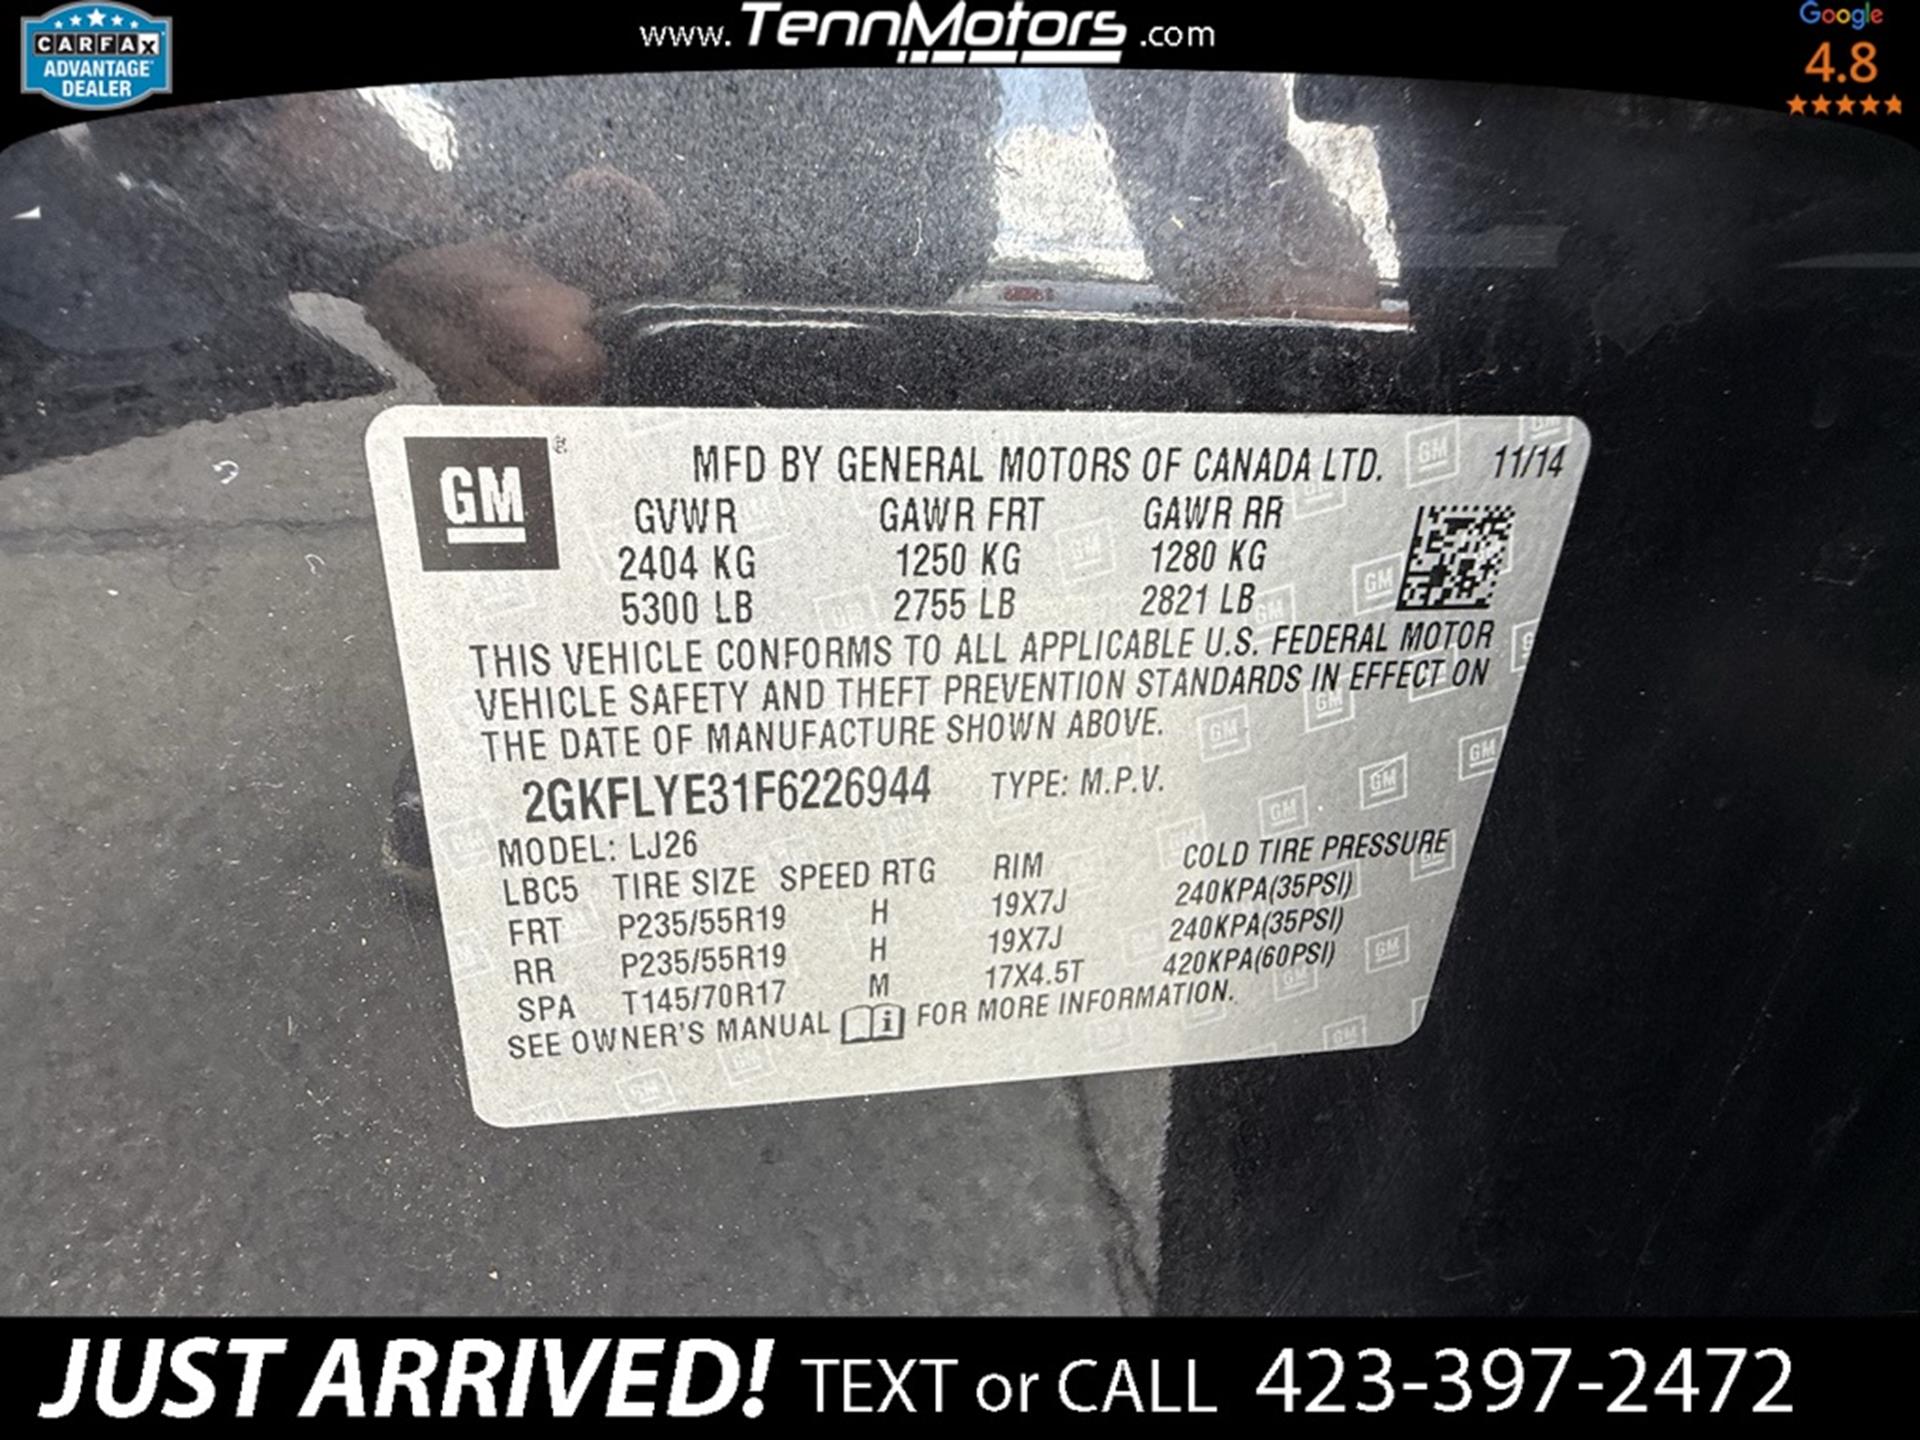 CARFAX
ADVANTAGE
DEALER
www.TennMotors.com
Google
4.8
GM
MFD BY GENERAL MOTORS OF CANADA LTD. 11/14
GVWR GAWR FRT GAWR RR
2404 KG 1250 KG 1280 KG
5300 LB 2755 LB 2821 LB
THIS VEHICLE CONFORMS TO ALL APPLICABLE U.S. FEDERAL MOTOR
VEHICLE SAFETY AND THEFT PREVENTION STANDARDS IN EFFECT ON
THE DATE OF MANUFACTURE SHOWN ABOVE.
2GKFLYE31F6226944 TYPE: M.P.V.
MODEL: LJ26
LBC5 TIRE SIZE SPEED RTG RIM COLD TIRE PRESSURE
FRT P235/55R19 H 19X7J 240KPA(35PSI)
RR P235/55R19 H 19X7J 240KPA(35PSI)
SPA T145/70R17 M 17X4.5T 420KPA(60PSI)
SEE OWNER'S MANUAL FOR MORE INFORMATION.
JUST ARRIVED! TEXT or CALL 423-397-2472